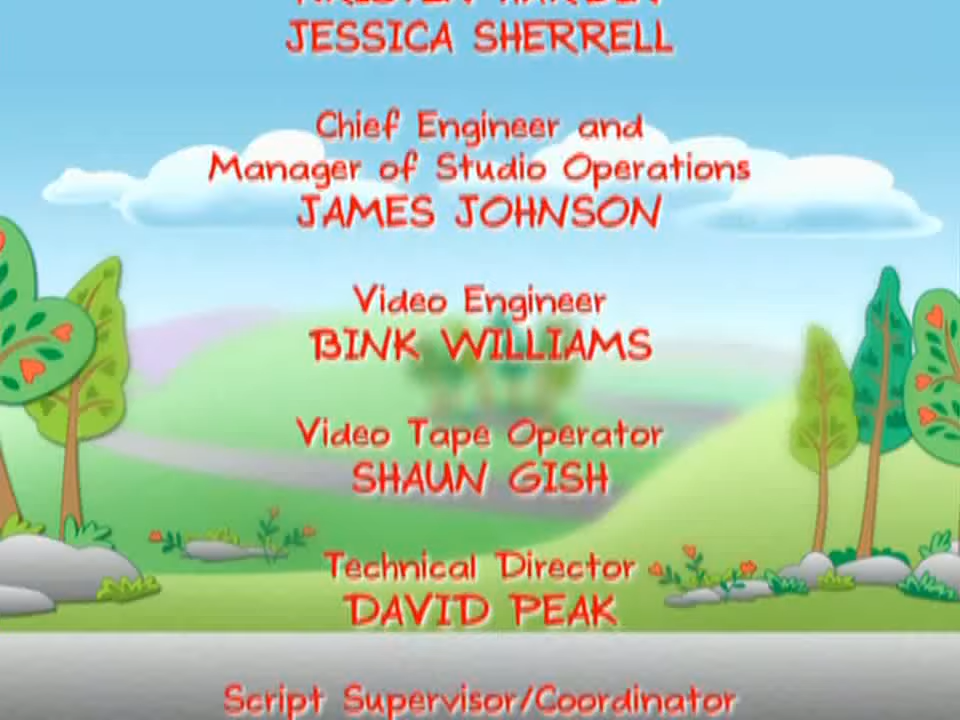 JESSICA SHERRELL
Chief Engineer and
Manager of Studio Operations
JAMES JOHNSON
Video Engineer
BINK WILLIAMS
Video Tape Operator
SHAUN GISH
Technical Director
DAVID PEAK
Script Supervisor/Coordinator